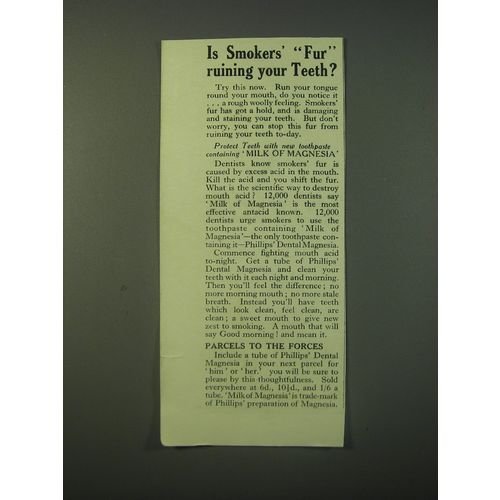 Is Smokers' "Fur"
ruining your Teeth?
Try this now. Run your tongue
round your mouth, do you notice it
. . . a rough woolly feeling. Smokers'
fur has got a hold, and is damaging
and staining your teeth. But don't
worry, you can stop this fur from
ruining your teeth to-day.
Protect Teeth with new toothpaste
containing 'MILK OF MAGNESIA'
Dentists know smokers' fur is
caused by excess acid in the mouth.
Kill the acid and you shift the fur.
What is the scientific way to destroy
mouth acid? 12,000 dentists say
'Milk of Magnesia' is the most
effective antacid known. 12,000
dentists urge smokers to use the
toothpaste containing 'Milk of
Magnesia'—the only toothpaste con-
taining it—Phillips' Dental Magnesia.
Commence fighting mouth acid
to-night. Get a tube of Phillips'
Dental Magnesia and clean your
teeth with it each night and morning.
Then you'll feel the difference; no
more morning mouth; no more stale
breath. Instead you'll have teeth
which look clean, feel clean, are
clean; a sweet mouth to give new
zest to smoking. A mouth that will
say Good morning! and mean it.
PARCELS TO THE FORCES
Include a tube of Phillips' Dental
Magnesia in your next parcel for
'him' or 'her.' you will be sure to
please by this thoughtfulness. Sold
everywhere at 6d., 10½d., and 1/6 a
tube. 'Milk of Magnesia' is trade-mark
of Phillips' preparation of Magnesia.